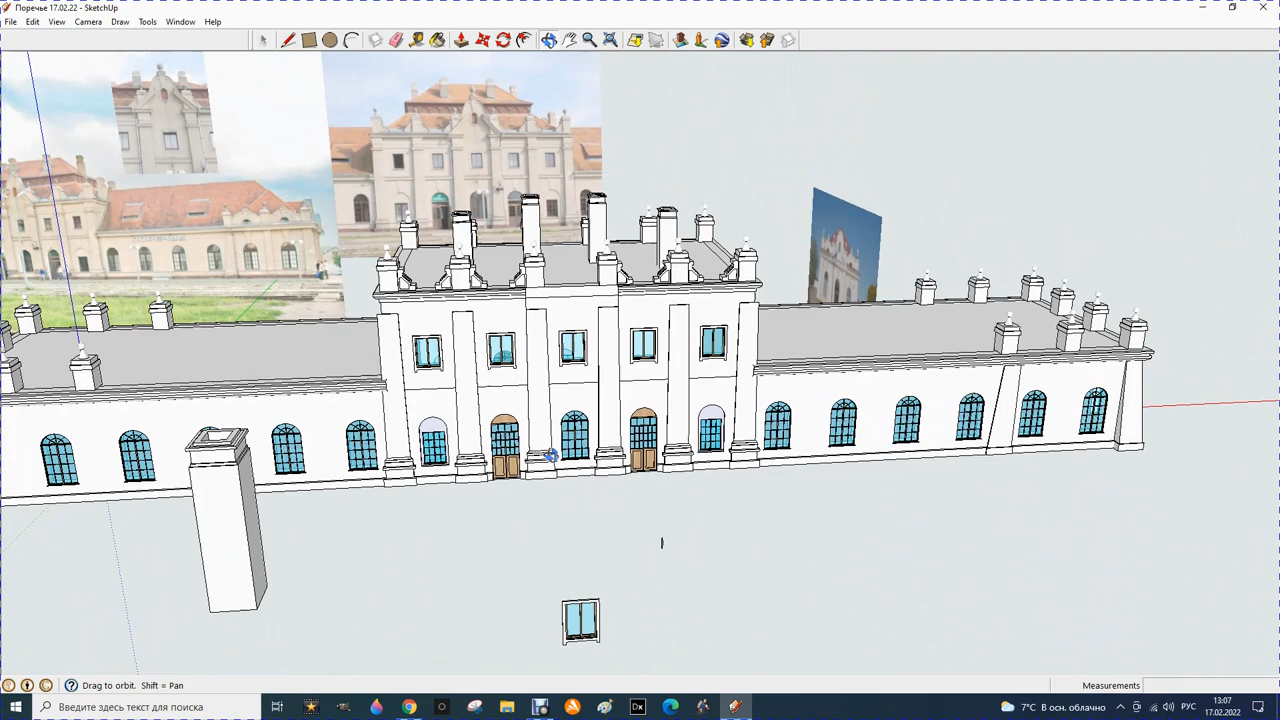 Поречье 17.02.22 - SketchUp
File Edit View Camera Draw Tools Window Help
Drag to orbit. Shift = Pan
Measurements
Введите здесь текст для поиска
Dx
7°C В осн. облачно
РУС
13:07
17.02.2022